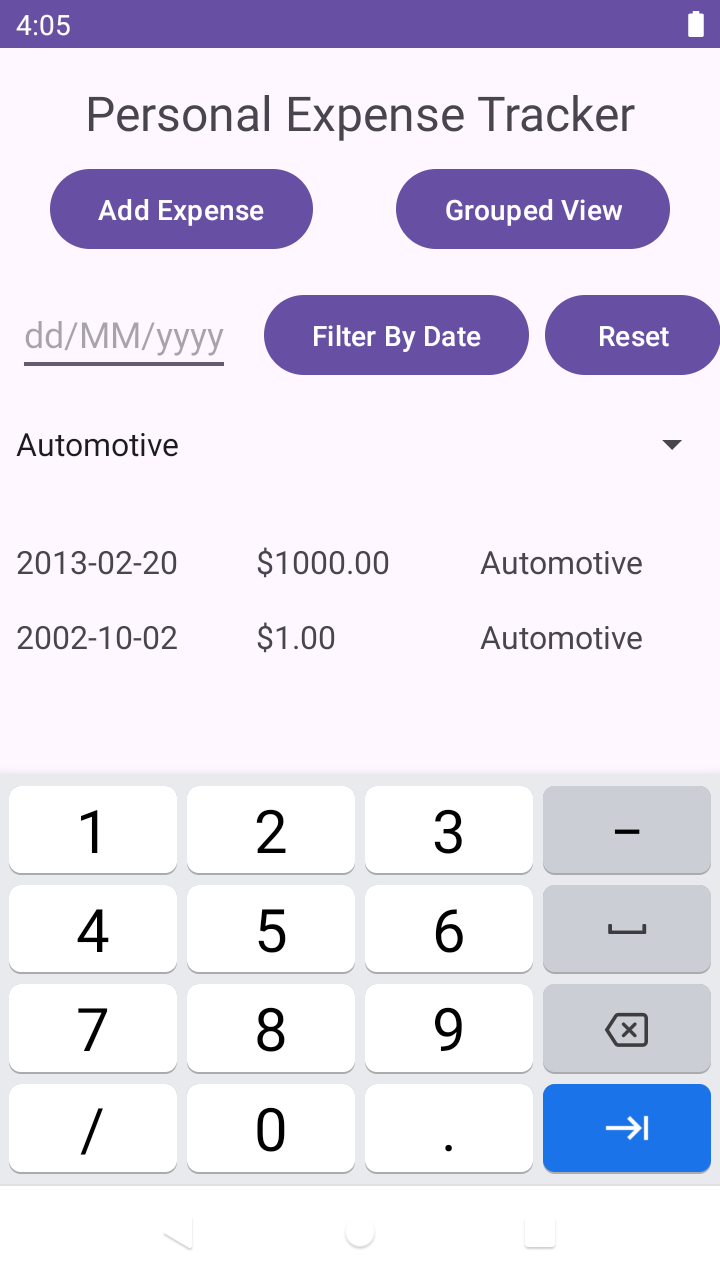 4:05
Personal Expense Tracker
Add Expense Grouped View
dd/MM/yyyy Filter By Date Reset
Automotive
2013-02-20 $1000.00 Automotive
2002-10-02 $1.00 Automotive
1 2 3 –
4 5 6
7 8 9
/ 0 .